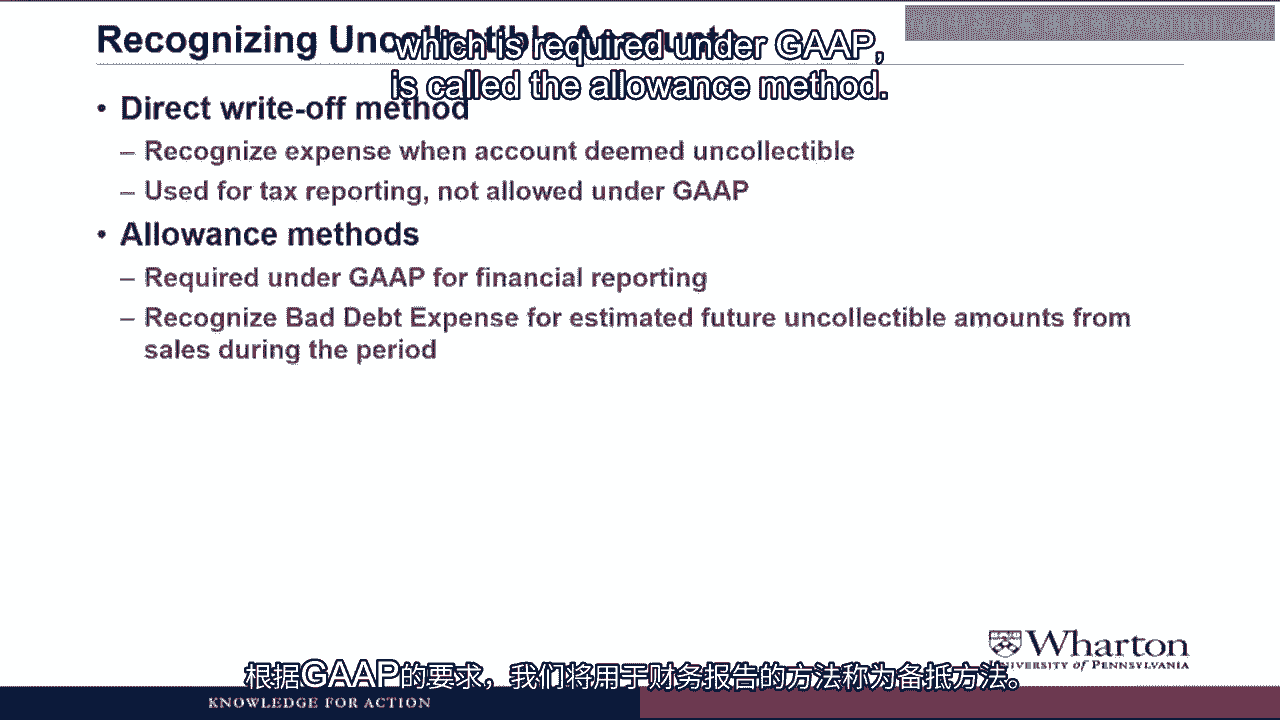 Recognizing Uncollectible Accounts
which is required under GAAP,
is called the allowance method.
• Direct write-off method
– Recognize expense when account deemed uncollectible
– Used for tax reporting, not allowed under GAAP
• Allowance methods
– Required under GAAP for financial reporting
– Recognize Bad Debt Expense for estimated future uncollectible amounts from
sales during the period
Wharton
UNIVERSITY of PENNSYLVANIA
根据GAAP的要求，我们将用于财务报告的方法称为备抵方法。
KNOWLEDGE FOR ACTION